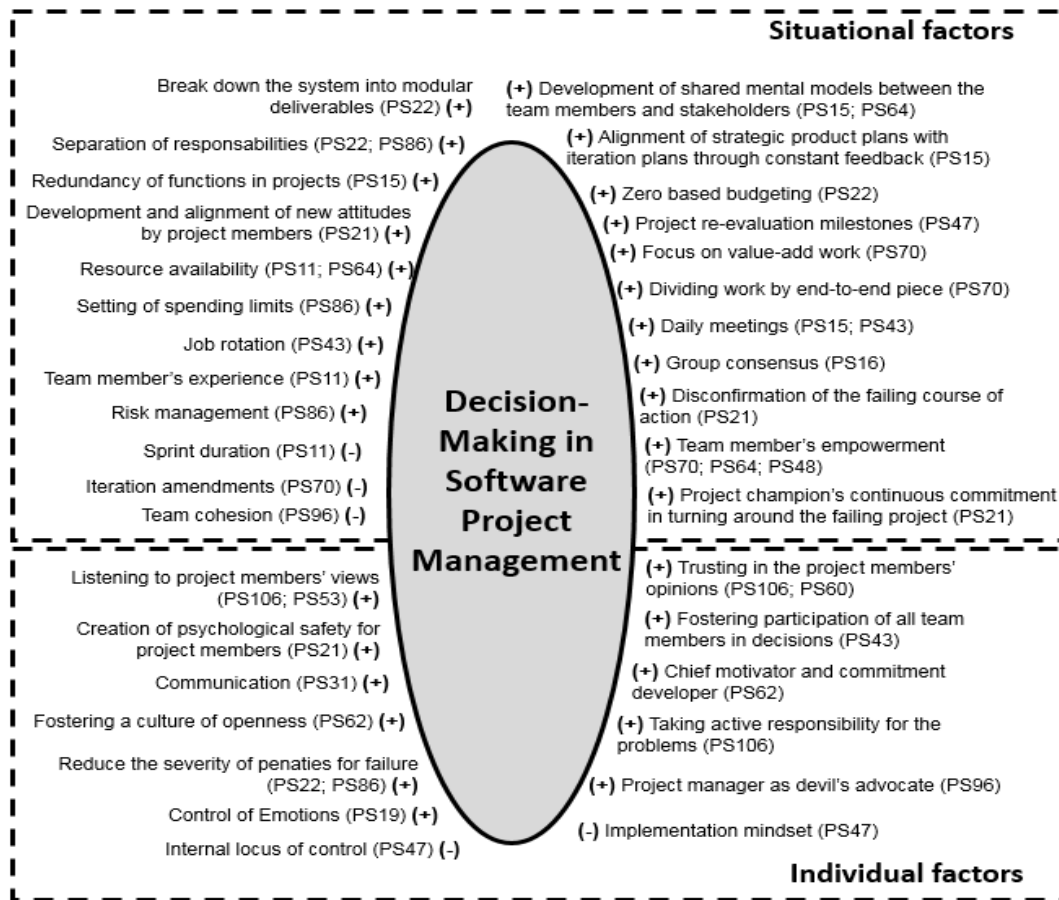 Situational factors
Break down the system into modular
deliverables (PS22) (+)
Separation of responsabilities (PS22; PS86) (+)
Redundancy of functions in projects (PS15) (+)
Development and alignment of new attitudes
by project members (PS21) (+)
Resource availability (PS11; PS64) (+)
Setting of spending limits (PS86) (+)
Job rotation (PS43) (+)
Team member's experience (PS11) (+)
Risk management (PS86) (+)
Sprint duration (PS11) (-)
Iteration amendments (PS70) (-)
Team cohesion (PS96) (-)
(+) Development of shared mental models between the
team members and stakeholders (PS15; PS64)
(+) Alignment of strategic product plans with
iteration plans through constant feedback (PS15)
(+) Zero based budgeting (PS22)
(+) Project re-evaluation milestones (PS47)
(+) Focus on value-add work (PS70)
(+) Dividing work by end-to-end piece (PS70)
(+) Daily meetings (PS15; PS43)
(+) Group consensus (PS16)
(+) Disconfirmation of the failing course of
action (PS21)
(+) Team member's empowerment
(PS70; PS64; PS48)
(+) Project champion's continuous commitment
in turning around the failing project (PS21)
Decision-
Making in
Software
Project
Management
Listening to project members' views
(PS106; PS53) (+)
Creation of psychological safety for
project members (PS21) (+)
Communication (PS31) (+)
Fostering a culture of openness (PS62) (+)
Reduce the severity of penaties for failure
(PS22; PS86) (+)
Control of Emotions (PS19) (+)
Internal locus of control (PS47) (-)
(+) Trusting in the project members'
opinions (PS106; PS60)
(+) Fostering participation of all team
members in decisions (PS43)
(+) Chief motivator and commitment
developer (PS62)
(+) Taking active responsibility for the
problems (PS106)
(+) Project manager as devil's advocate (PS96)
(-) Implementation mindset (PS47)
Individual factors